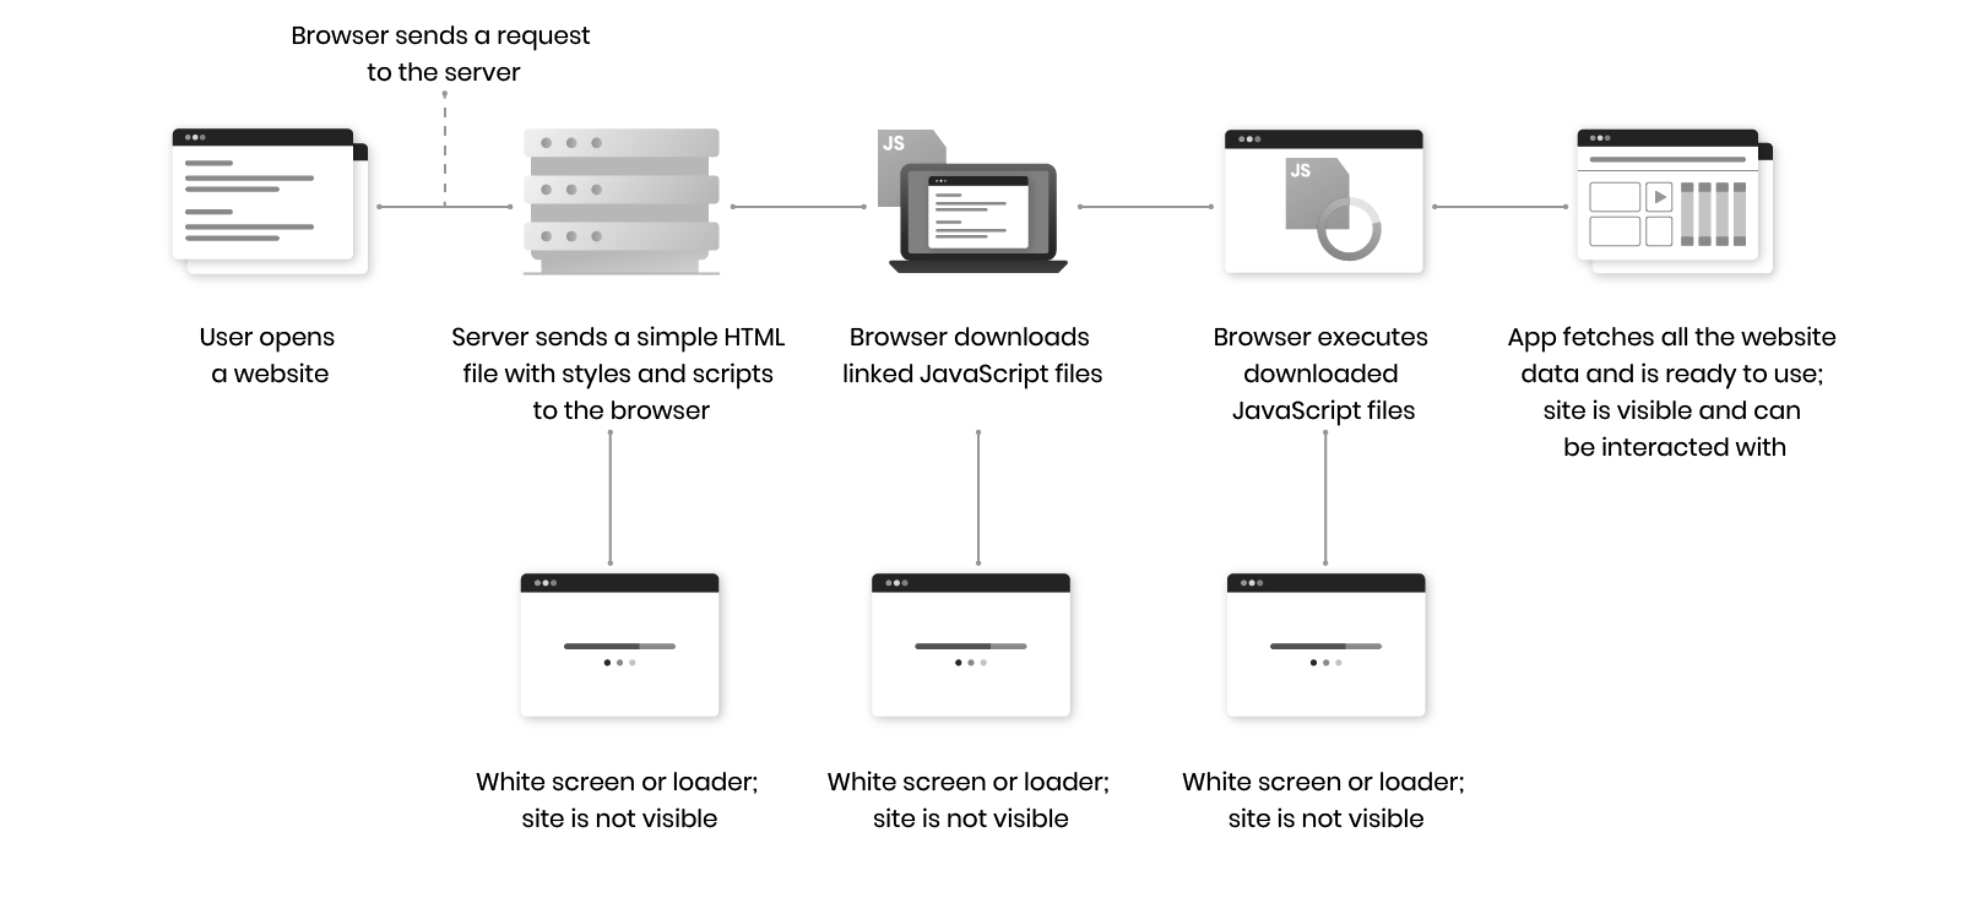 Browser sends a request
to the server
JS
JS
User opens
a website
Server sends a simple HTML
file with styles and scripts
to the browser
Browser downloads
linked JavaScript files
Browser executes
downloaded
JavaScript files
App fetches all the website
data and is ready to use;
site is visible and can
be interacted with
White screen or loader;
site is not visible
White screen or loader;
site is not visible
White screen or loader;
site is not visible